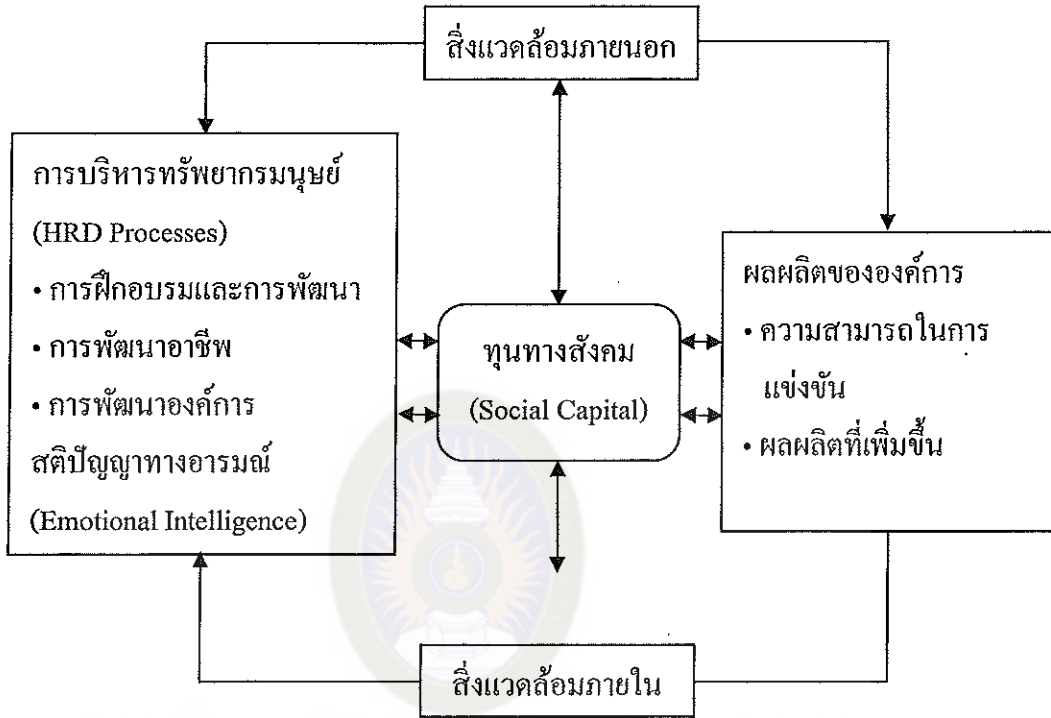 สิ่งแวดล้อมภายนอก
การบริหารทรัพยากรมนุษย์
(HRD Processes)
• การฝึกอบรมและการพัฒนา
• การพัฒนาอาชีพ
• การพัฒนาองค์การ
สติปัญญาทางอารมณ์
(Emotional Intelligence)
ทุนทางสังคม
(Social Capital)
ผลผลิตขององค์การ
• ความสามารถในการ
แข่งขัน
• ผลผลิตที่เพิ่มขึ้น
สิ่งแวดล้อมภายใน